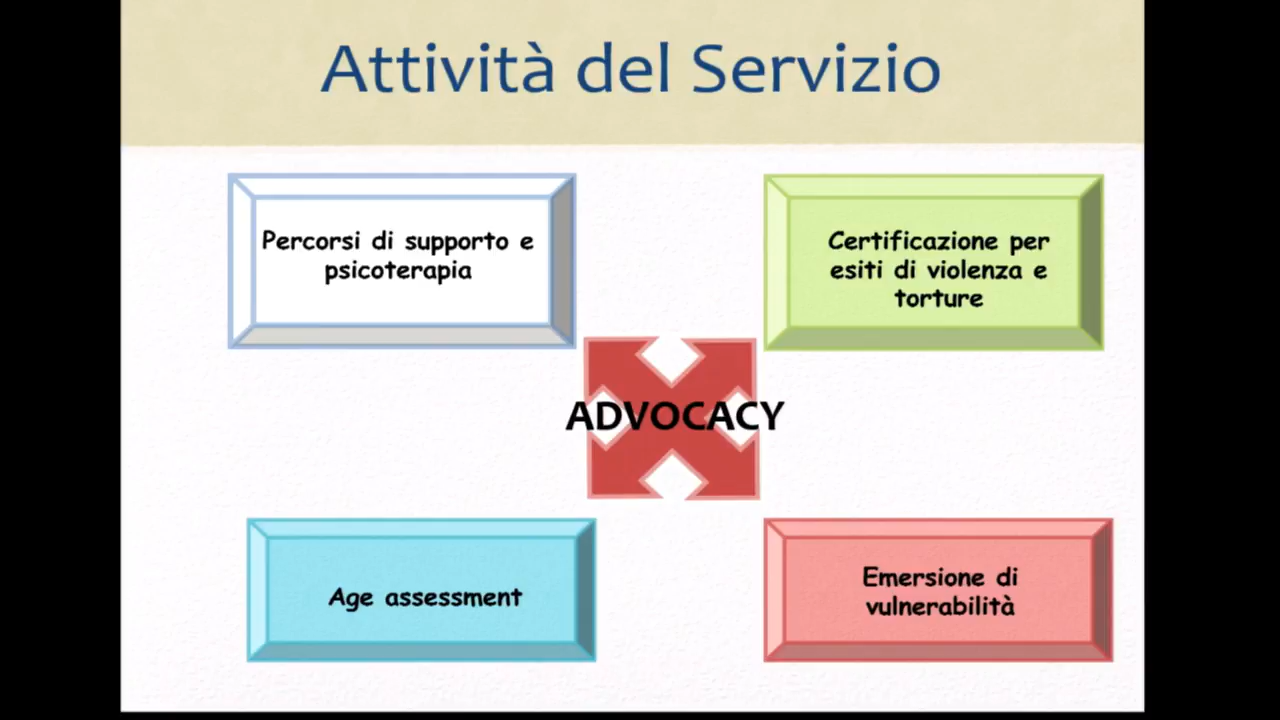 Attività del Servizio
Percorsi di supporto e
psicoterapia
Certificazione per
esiti di violenza e
torture
ADVOCACY
Age assessment
Emersione di
vulnerabilità